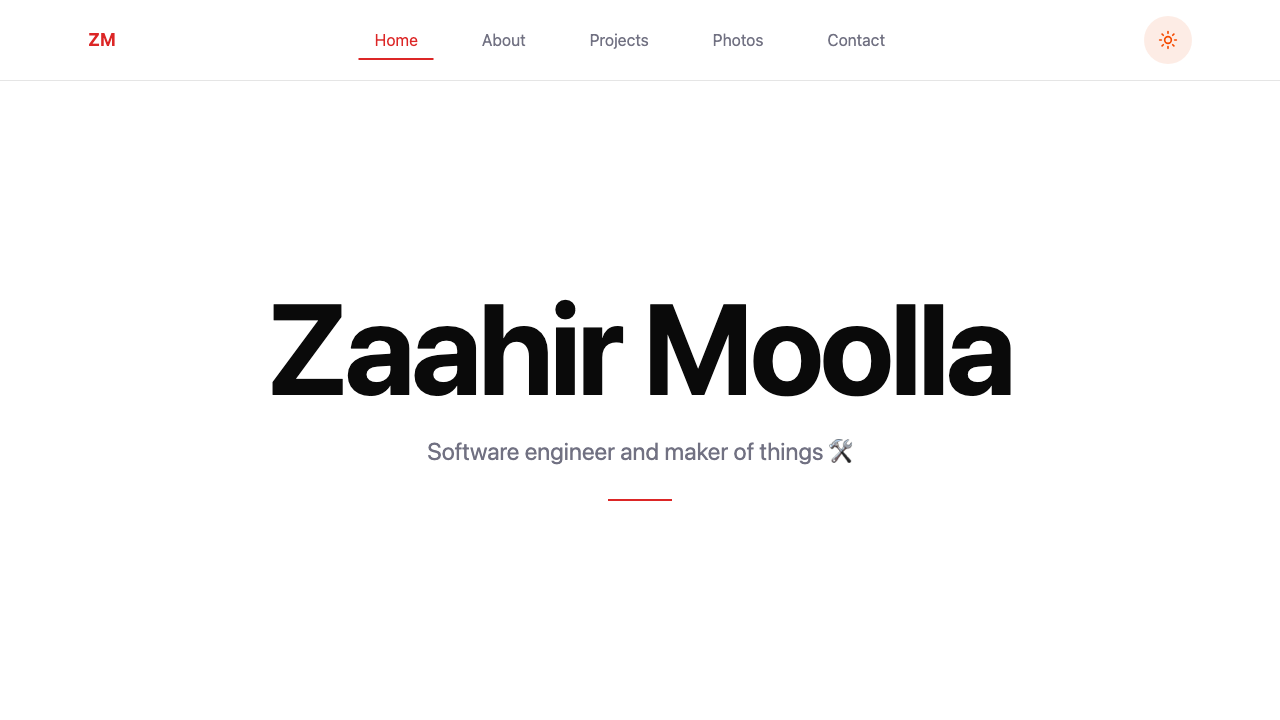 ZM
Home About Projects Photos Contact
Zaahir Moolla
Software engineer and maker of things 🛠️